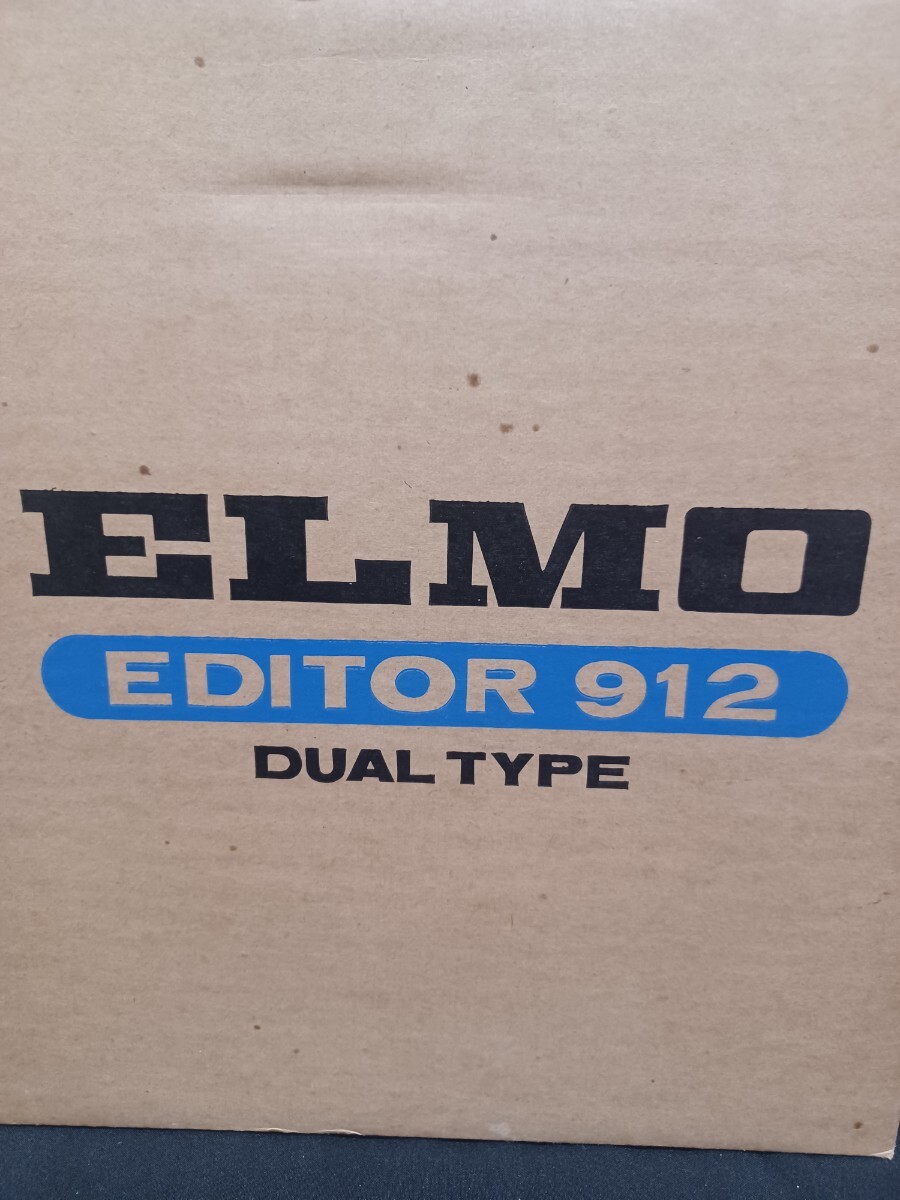 ELMO
EDITOR 912
DUAL TYPE